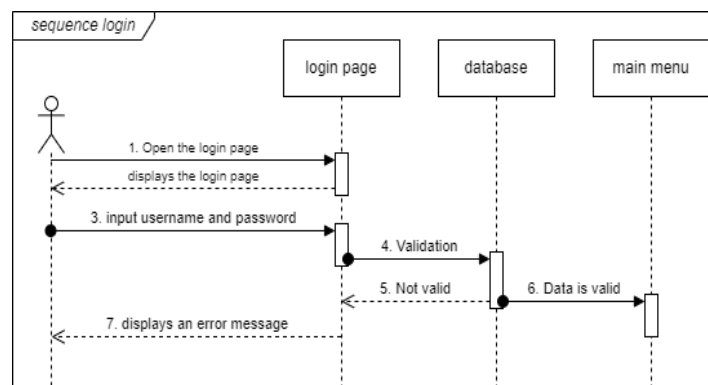 sequence login
login page
database
main menu
1. Open the login page
displays the login page
3. input username and password
4. Validation
5. Not valid
6. Data is valid
7. displays an error message